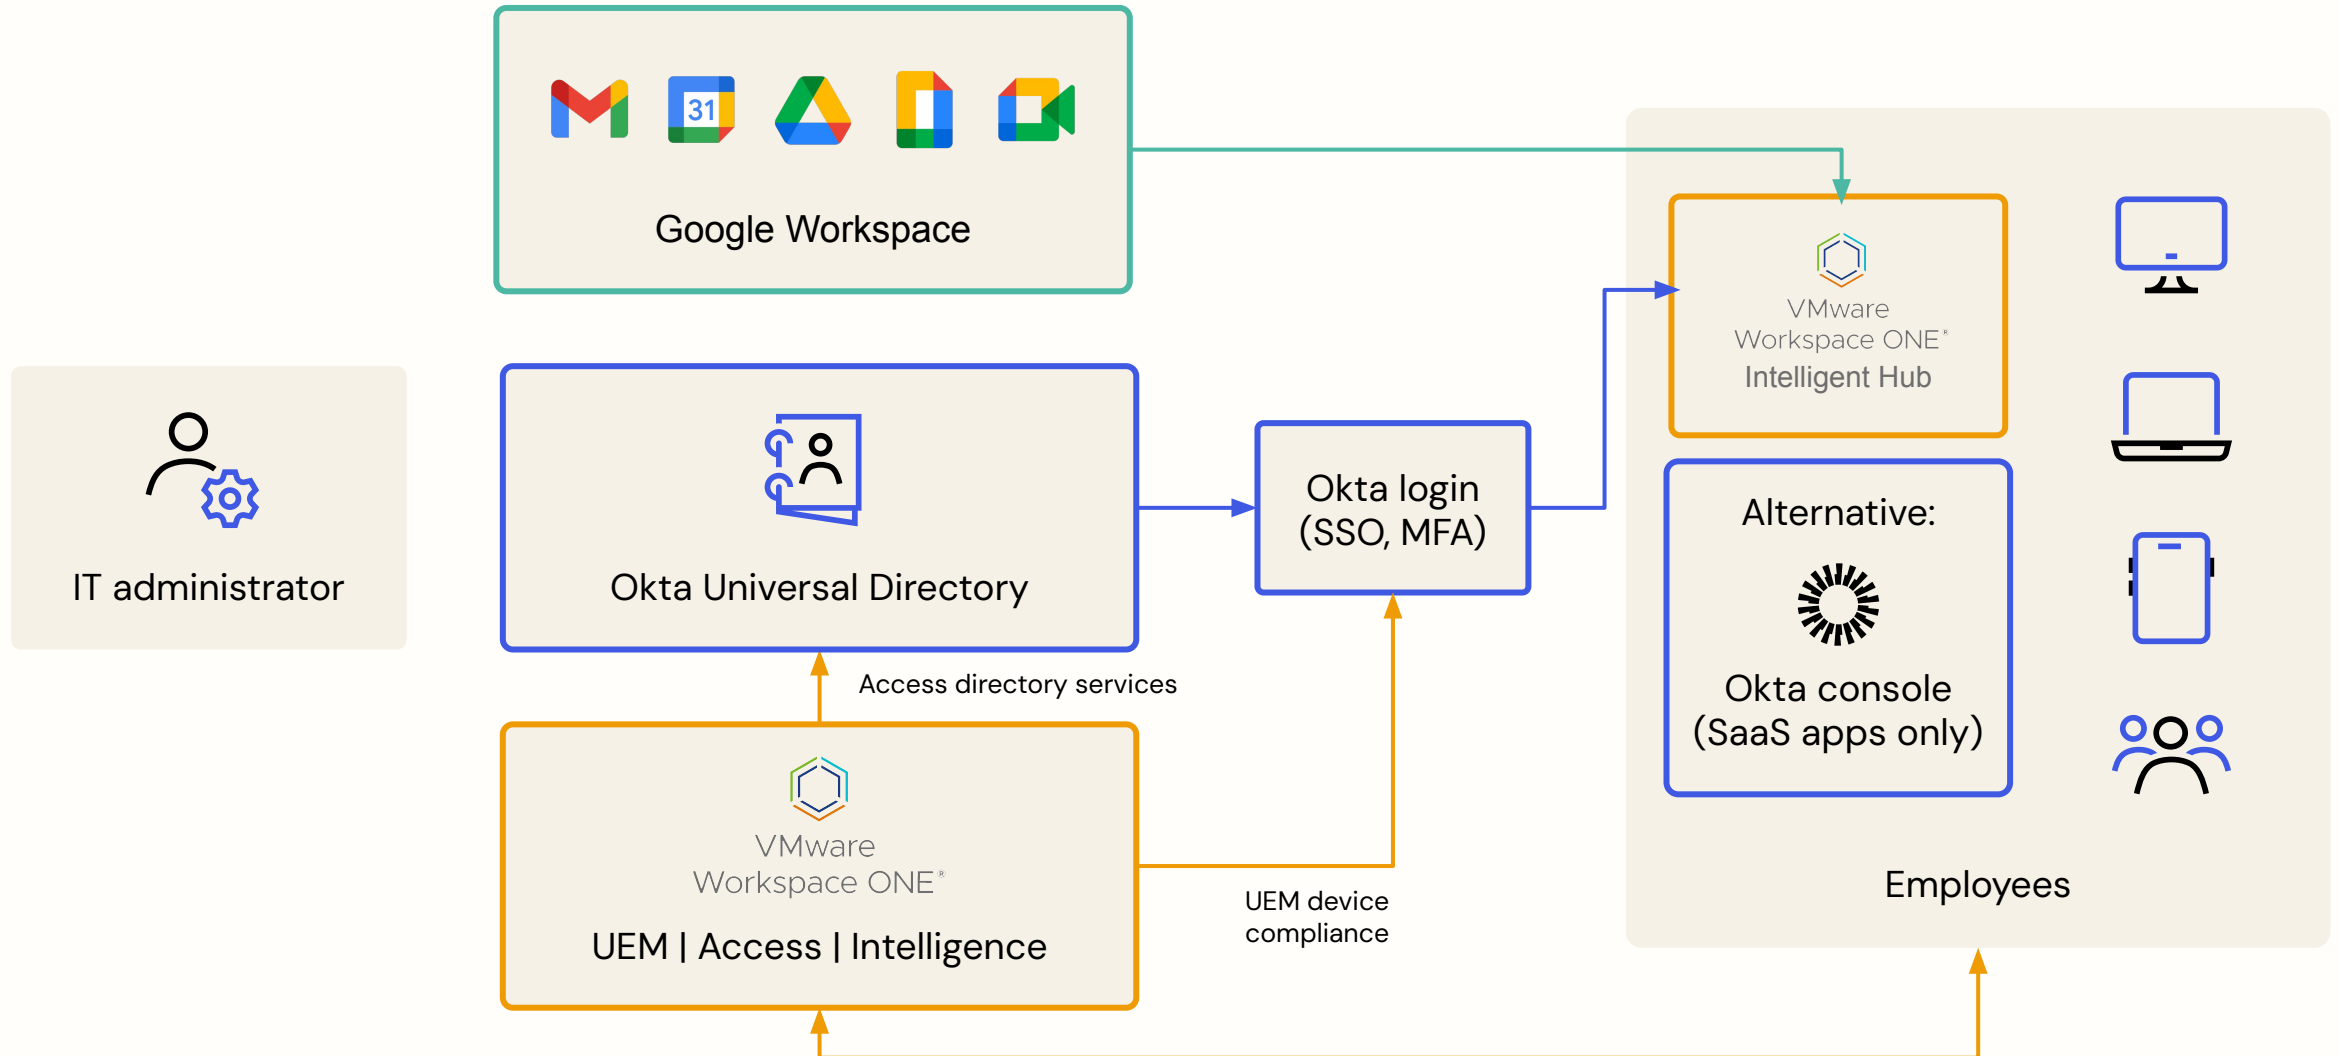 31
Google Workspace
IT administrator
Okta Universal Directory
Access directory services
VMware
Workspace ONE®
UEM | Access | Intelligence
Okta login
(SSO, MFA)
UEM device
compliance
VMware
Workspace ONE®
Intelligent Hub
Alternative:
Okta console
(SaaS apps only)
Employees